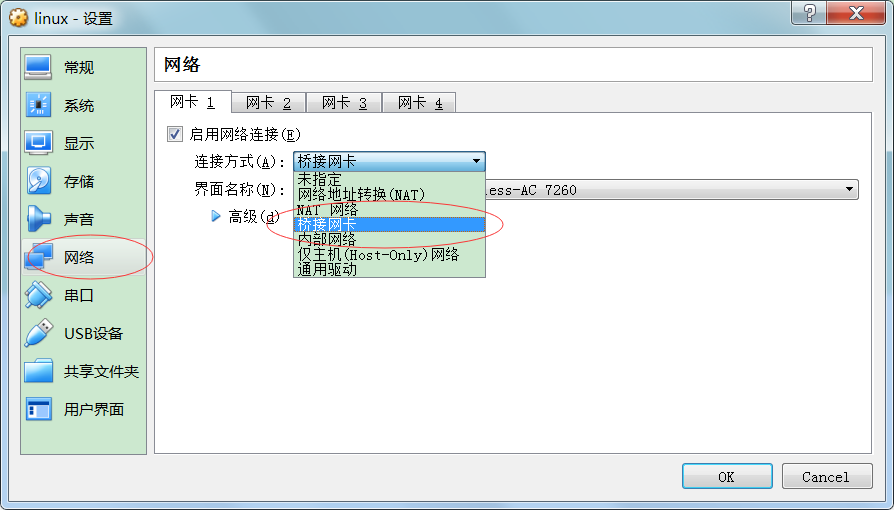 linux - 设置
常规
系统
显示
存储
声音
网络
串口
USB设备
共享文件夹
用户界面
网络
网卡 1
网卡 2
网卡 3
网卡 4
启用网络连接(E)
连接方式(A): 桥接网卡
未指定
网络地址转换(NAT)
NAT 网络
桥接网卡
内部网络
仅主机(Host-Only)网络
通用驱动
界面名称(N): AC 7260
高级(d)
OK
Cancel